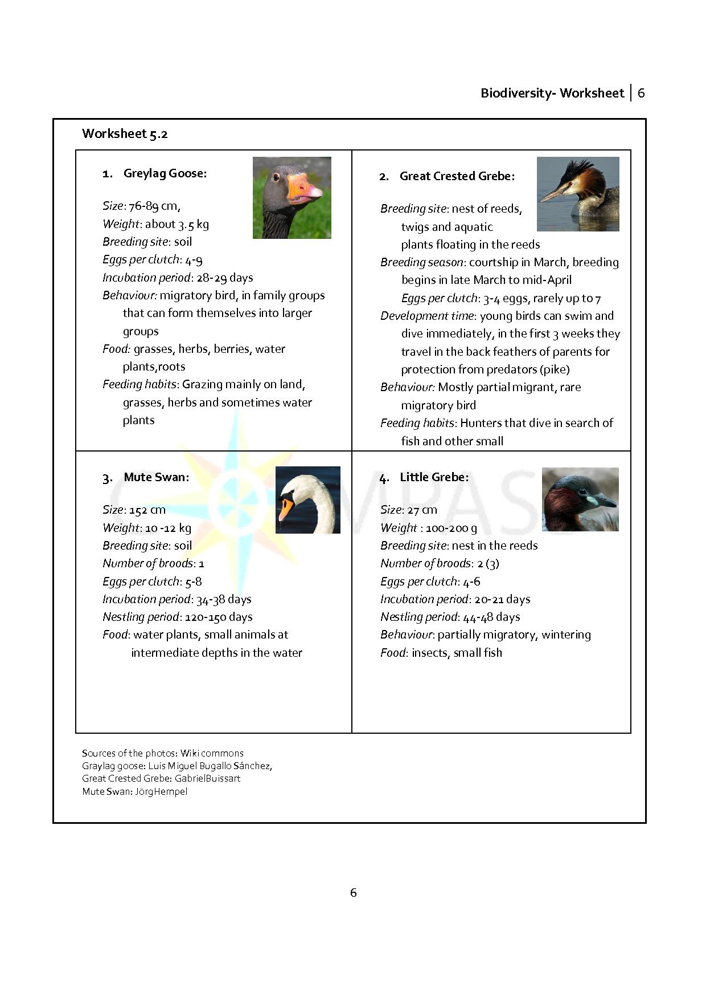 Biodiversity- Worksheet 6
Worksheet 5.2
1. Greylag Goose:
Size: 76-89 cm,
Weight: about 3.5 kg
Breeding site: soil
Eggs per clutch: 4-9
Incubation period: 28-29 days
Behaviour: migratory bird, in family groups
that can form themselves into larger
groups
Food: grasses, herbs, berries, water
plants,roots
Feeding habits: Grazing mainly on land,
grasses, herbs and sometimes water
plants
2. Great Crested Grebe:
Breeding site: nest of reeds,
twigs and aquatic
plants floating in the reeds
Breeding season: courtship in March, breeding
begins in late March to mid-April
Eggs per clutch: 3-4 eggs, rarely up to 7
Development time: young birds can swim and
dive immediately, in the first 3 weeks they
travel in the back feathers of parents for
protection from predators (pike)
Behaviour: Mostly partial migrant, rare
migratory bird
Feeding habits: Hunters that dive in search of
fish and other small
3. Mute Swan:
Size: 152 cm
Weight: 10 -12 kg
Breeding site: soil
Number of broods: 1
Eggs per clutch: 5-8
Incubation period: 34-38 days
Nestling period: 120-150 days
Food: water plants, small animals at
intermediate depths in the water
4. Little Grebe:
Size: 27 cm
Weight : 100-200 g
Breeding site: nest in the reeds
Number of broods: 2 (3)
Eggs per clutch: 4-6
Incubation period: 20-21 days
Nestling period: 44-48 days
Behaviour: partially migratory, wintering
Food: insects, small fish
COMPASS
Sources of the photos: Wiki commons
Graylag goose: Luis Miguel Bugallo Sánchez,
Great Crested Grebe: GabrielBuissart
Mute Swan: JörgHempel
6